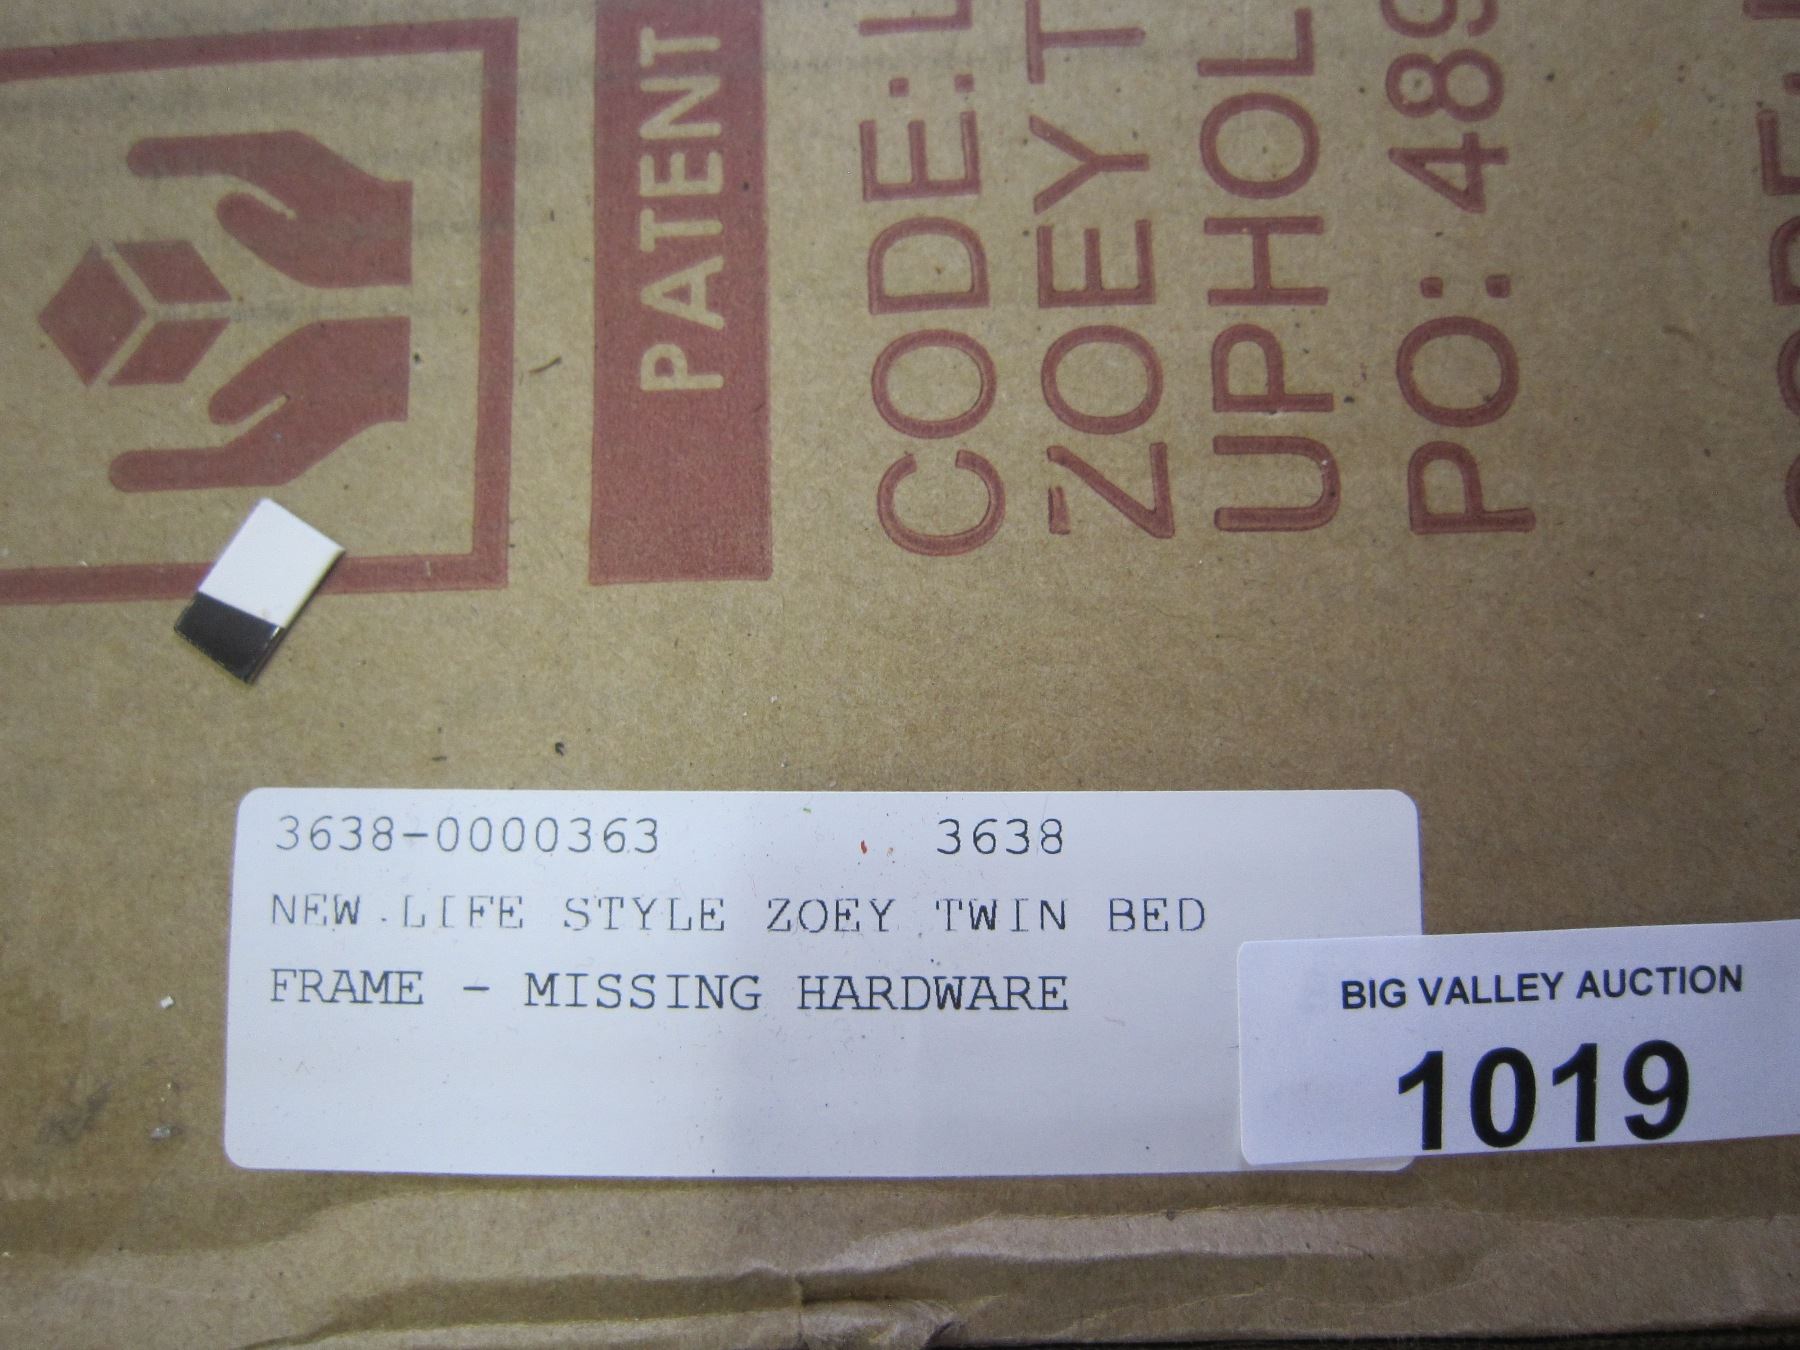 PATENT
CODE:
ZOEY
PO: 489
3638-0000363 3638
NEW LIFE STYLE ZOEY TWIN BED
FRAME - MISSING HARDWARE
BIG VALLEY AUCTION
1019